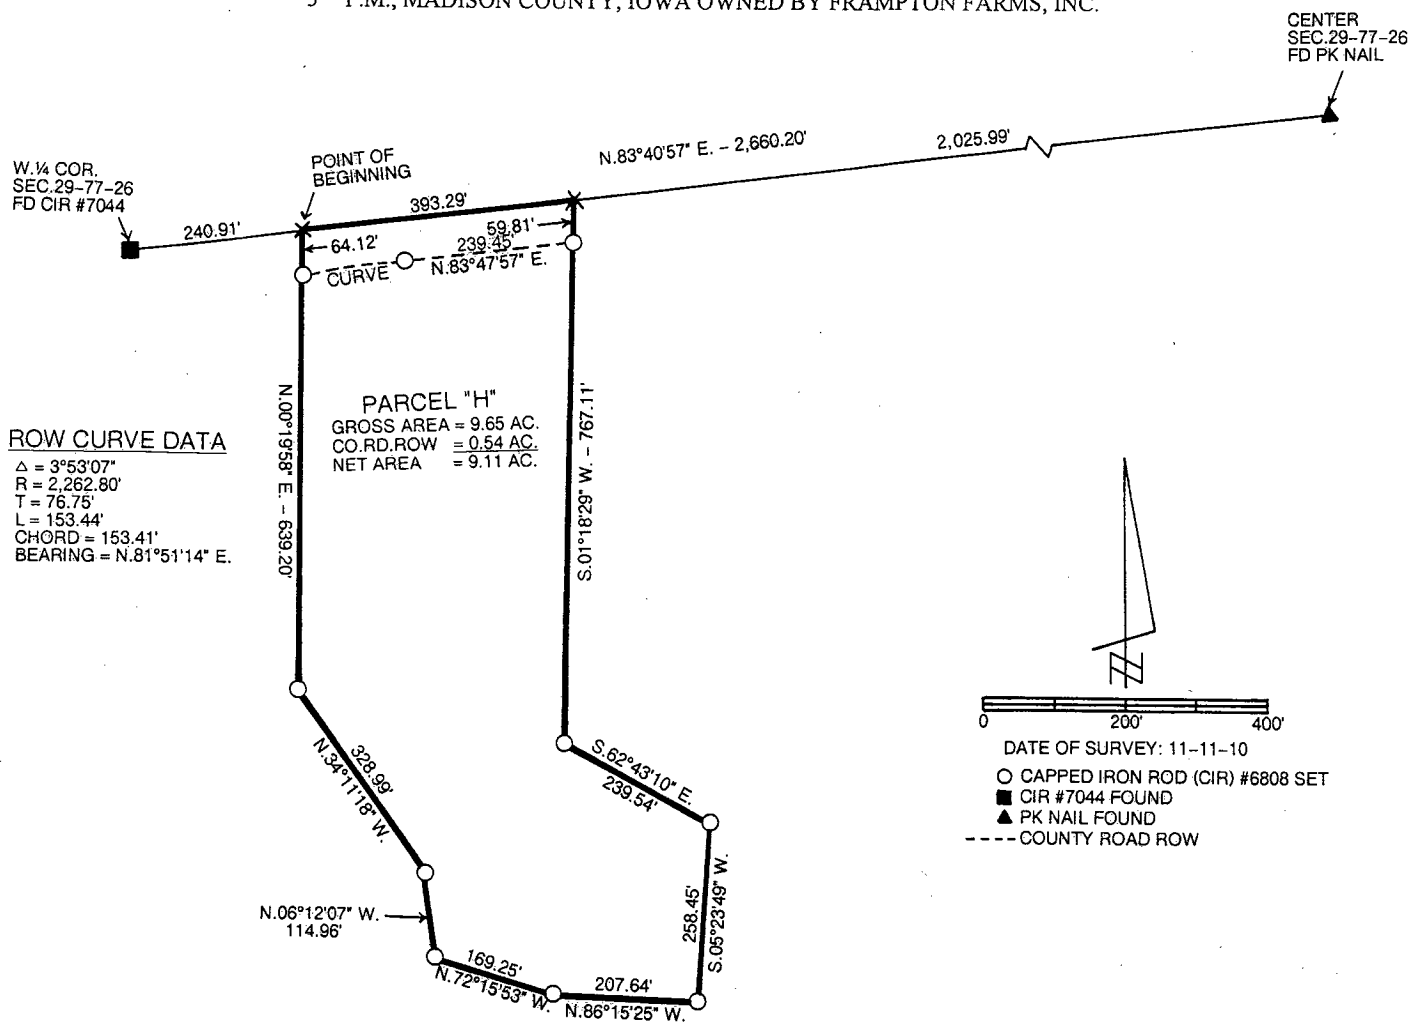 P.M., MADISON COUNTY, IOWA OWNED BY FRAMPTON FARMS, INC.
CENTER
SEC.29-77-26
FD PK NAIL
W.¼ COR.
SEC.29-77-26
FD CIR #7044
POINT OF
BEGINNING
N.83°40'57" E. - 2,660.20'
2,025.99'
240.91'
393.29'
64.12'
59.81'
239.45'
CURVE
N.83°47'57" E.
N.00°19'58" E. - 639.20'
S.01°18'29" W. - 767.11'
PARCEL "H"
GROSS AREA = 9.65 AC.
CO.RD.ROW = 0.54 AC.
NET AREA = 9.11 AC.
ROW CURVE DATA
Δ = 3°53'07"
R = 2,262.80'
T = 76.75'
L = 153.44'
CHORD = 153.41'
BEARING = N.81°51'14" E.
328.99'
N.34°11'18" W.
S.62°43'10" E.
239.54'
258.45'
S.05°23'49" W.
N.06°12'07" W.
114.96'
169.25'
N.72°15'53" W.
207.64'
N.86°15'25" W.
N
0 200' 400'
DATE OF SURVEY: 11-11-10
CAPPED IRON ROD (CIR) #6808 SET
CIR #7044 FOUND
PK NAIL FOUND
COUNTY ROAD ROW